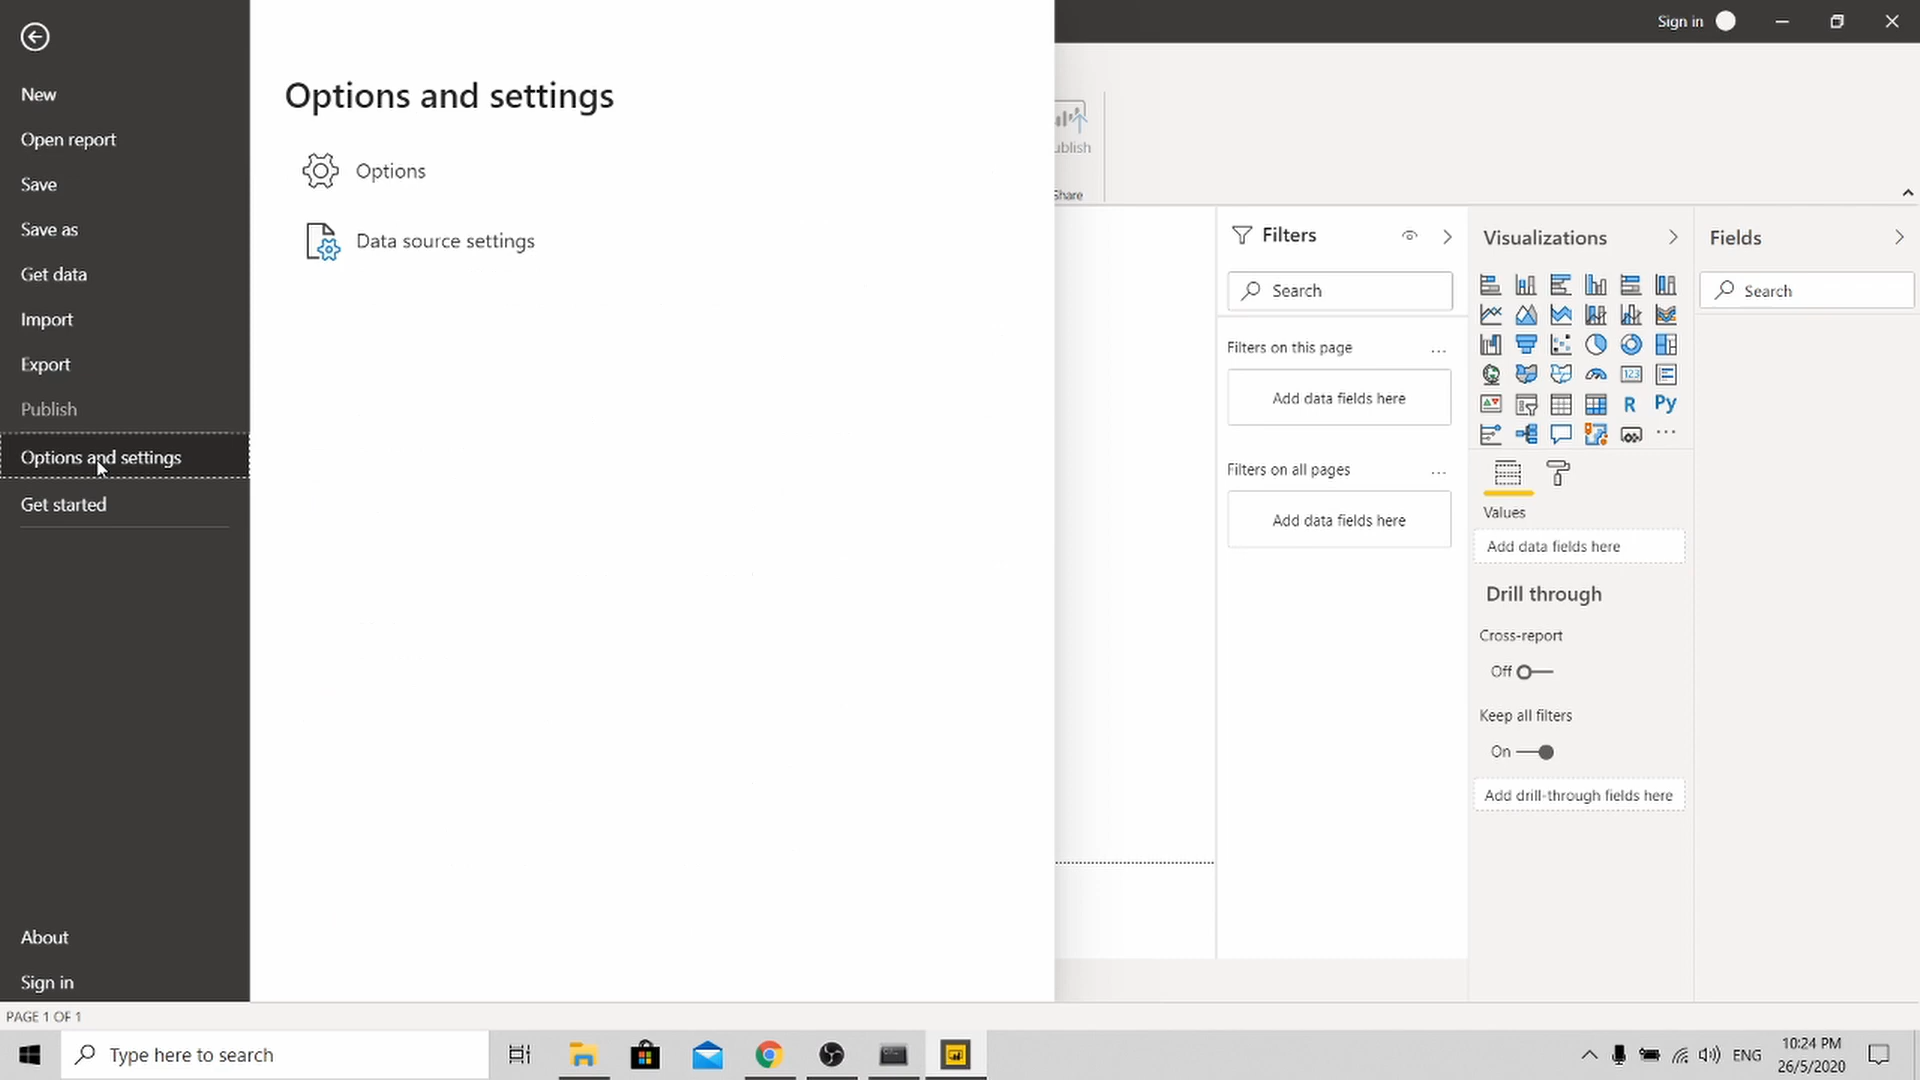 Sign in
New
Open report
Save
Save as
Get data
Import
Export
Publish
Options and settings
Get started
About
Sign in
Options and settings
Options
Data source settings
ublish
Share
Filters
Search
Filters on this page
...
Add data fields here
Filters on all pages
...
Add data fields here
Visualizations
123
R
Py
...
Values
Add data fields here
Drill through
Cross-report
Off
Keep all filters
On
Add drill-through fields here
Fields
Search
PAGE 1 OF 1
Type here to search
ENG
10:24 PM
26/5/2020